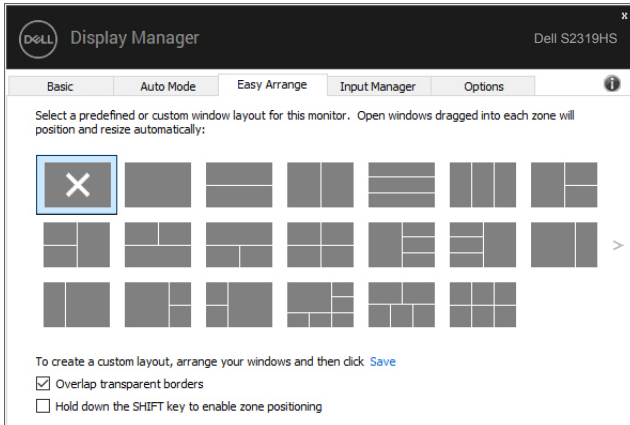 x
DELL Display Manager Dell S2319HS
Basic Auto Mode Easy Arrange Input Manager Options i
Select a predefined or custom window layout for this monitor. Open windows dragged into each zone will
position and resize automatically:
>
To create a custom layout, arrange your windows and then click Save
Overlap transparent borders
Hold down the SHIFT key to enable zone positioning